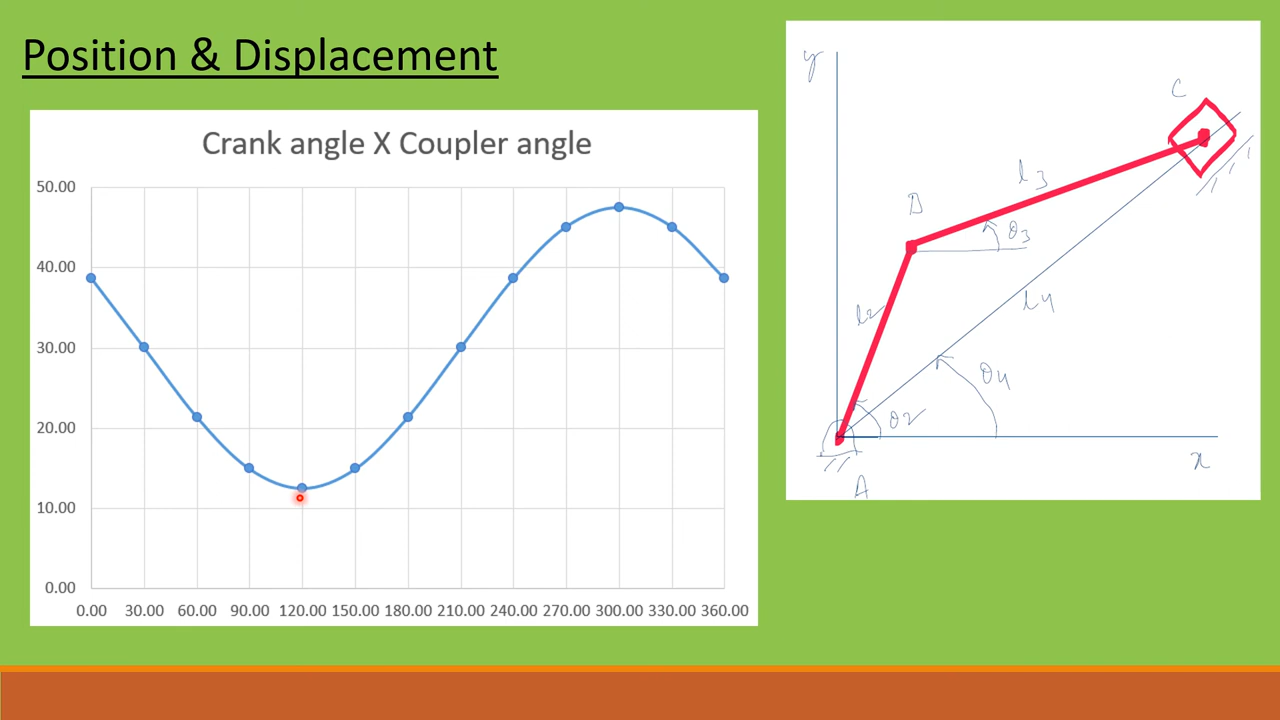 Position & Displacement
Crank angle X Coupler angle
50.00
40.00
30.00
20.00
10.00
0.00
0.00 30.00 60.00 90.00 120.00 150.00 180.00 210.00 240.00 270.00 300.00 330.00 360.00
y
C
l3
B
θ3
l2
l4
θ4
θ2
x
A